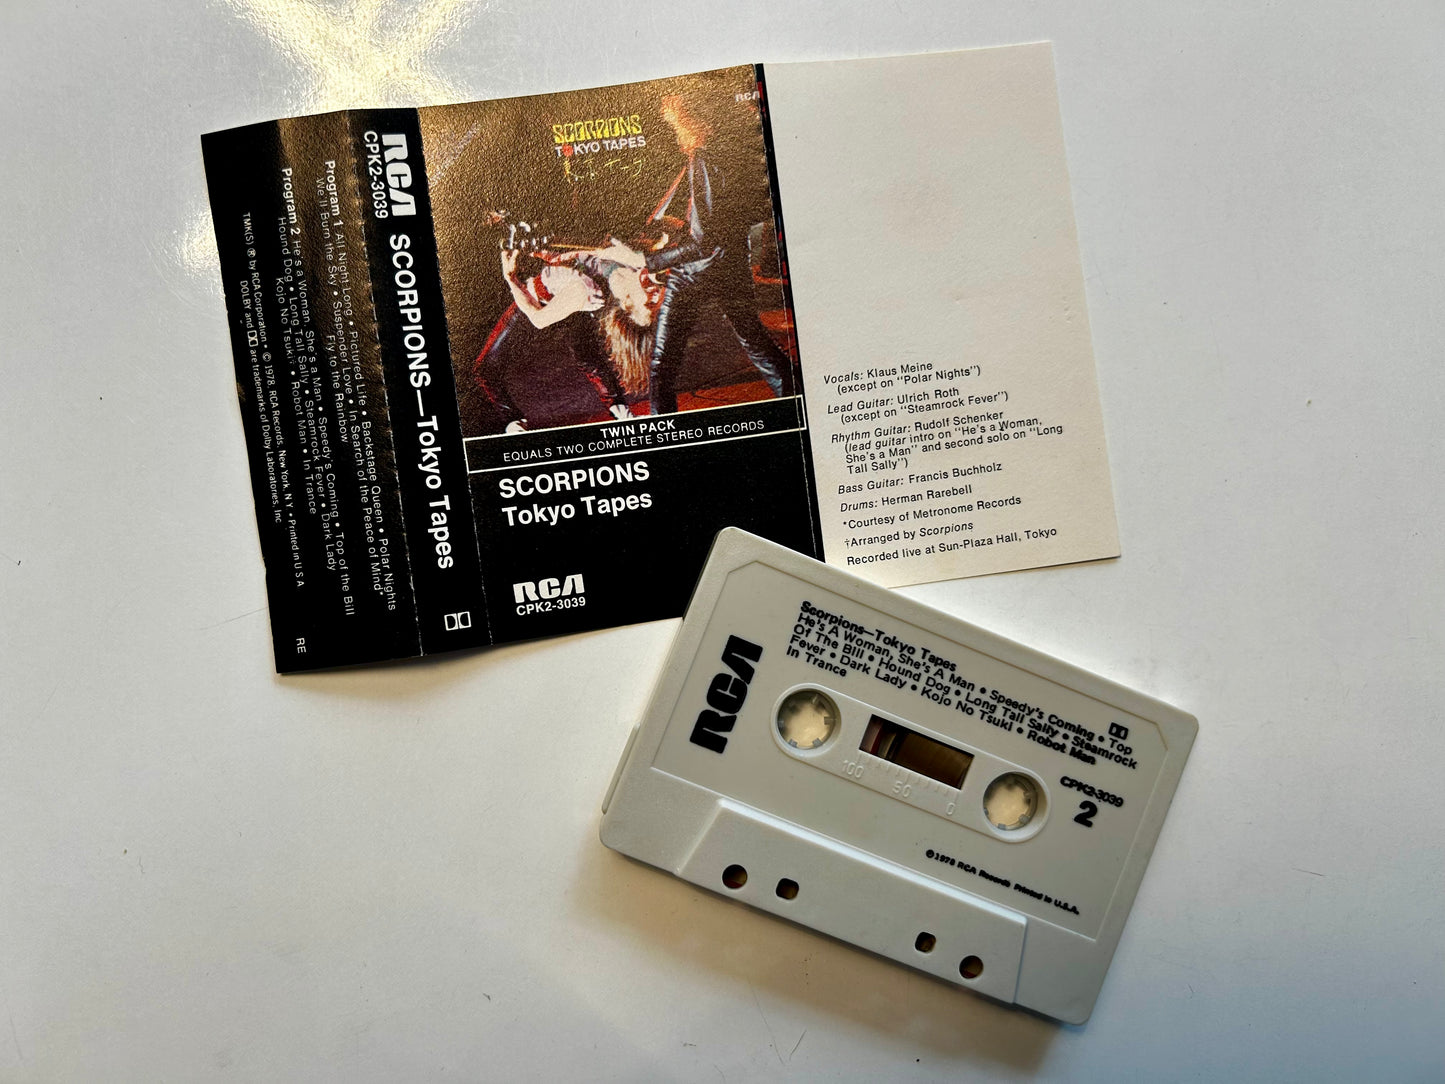 RCA
CPK2-3039
SCORPIONS—Tokyo Tapes
Program 1 All Night Long • Pictured Life • Backstage Queen • Polar Nights
We'll Burn the Sky • Suspender Love • In Search of the Peace of Mind*
Fly to the Rainbow
Program 2 He's a Woman, She's a Man • Speedy's Coming • Top of the Bill
Hound Dog • Long Tall Sally • Steamrock Fever • Dark Lady
Kojo No Tsuki† • Robot Man • In Trance
TMK(S) ® by RCA Corporation • © 1978, RCA Records, New York, N.Y. • Printed in U S A
DOLBY and are trademarks of Dolby Laboratories, Inc.
RE
RCA
SCORPIONS
TOKYO TAPES
TWIN PACK
EQUALS TWO COMPLETE STEREO RECORDS
SCORPIONS
Tokyo Tapes
RCA
CPK2-3039
Vocals: Klaus Meine
(except on "Polar Nights")
Lead Guitar: Ulrich Roth
(except on "Steamrock Fever")
Rhythm Guitar: Rudolf Schenker
(lead guitar intro on "He's a Woman,
She's a Man" and second solo on "Long
Tall Sally")
Bass Guitar: Francis Buchholz
Drums: Herman Rarebell
*Courtesy of Metronome Records
†Arranged by Scorpions
Recorded live at Sun-Plaza Hall, Tokyo
RCA
Scorpions—Tokyo Tapes
He's A Woman, She's A Man • Speedy's Coming • Top
Of The Bill • Hound Dog • Long Tall Sally • Steamrock
Fever • Dark Lady • Kojo No Tsuki • Robot Man
In Trance
100 50 0
CPK2-3039
2
℗1978 RCA Records Printed in U.S.A.